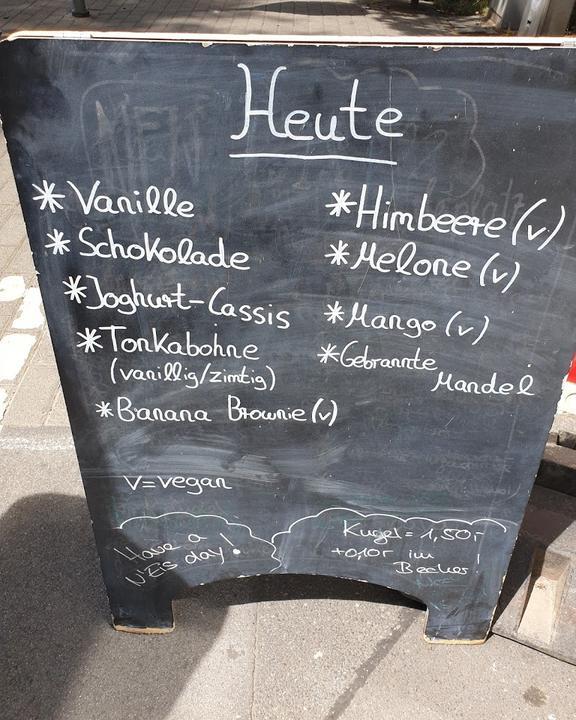 Heute
* Vanille
* Schokolade
* Joghurt-Cassis
* Tonkabohne
(vanillig/zimtig)
* Banana Brownie (v)
* Himbeere (v)
* Melone (v)
* Mango (v)
* Gebrannte
Mandel
v=vegan
Have a
N'Eis day!
Kugel = 1,50,-
+0,10,- im
Becher!